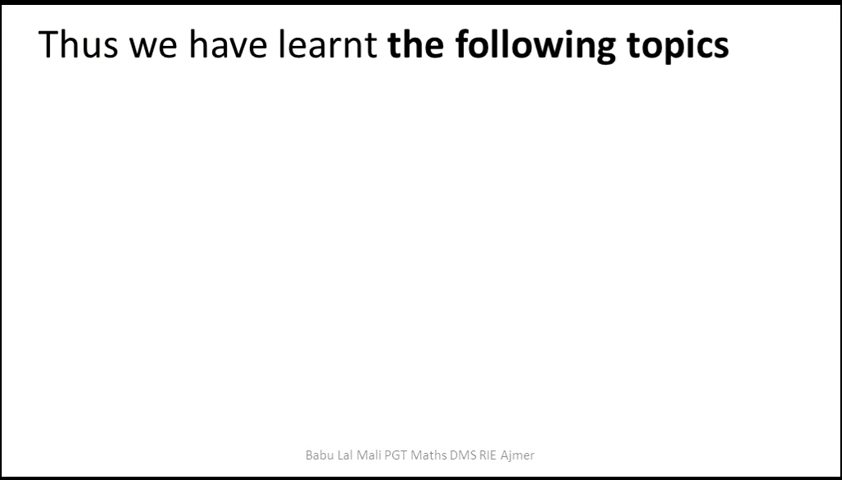 Thus we have learnt the following topics
Babu Lal Mali PGT Maths DMS RIE Ajmer